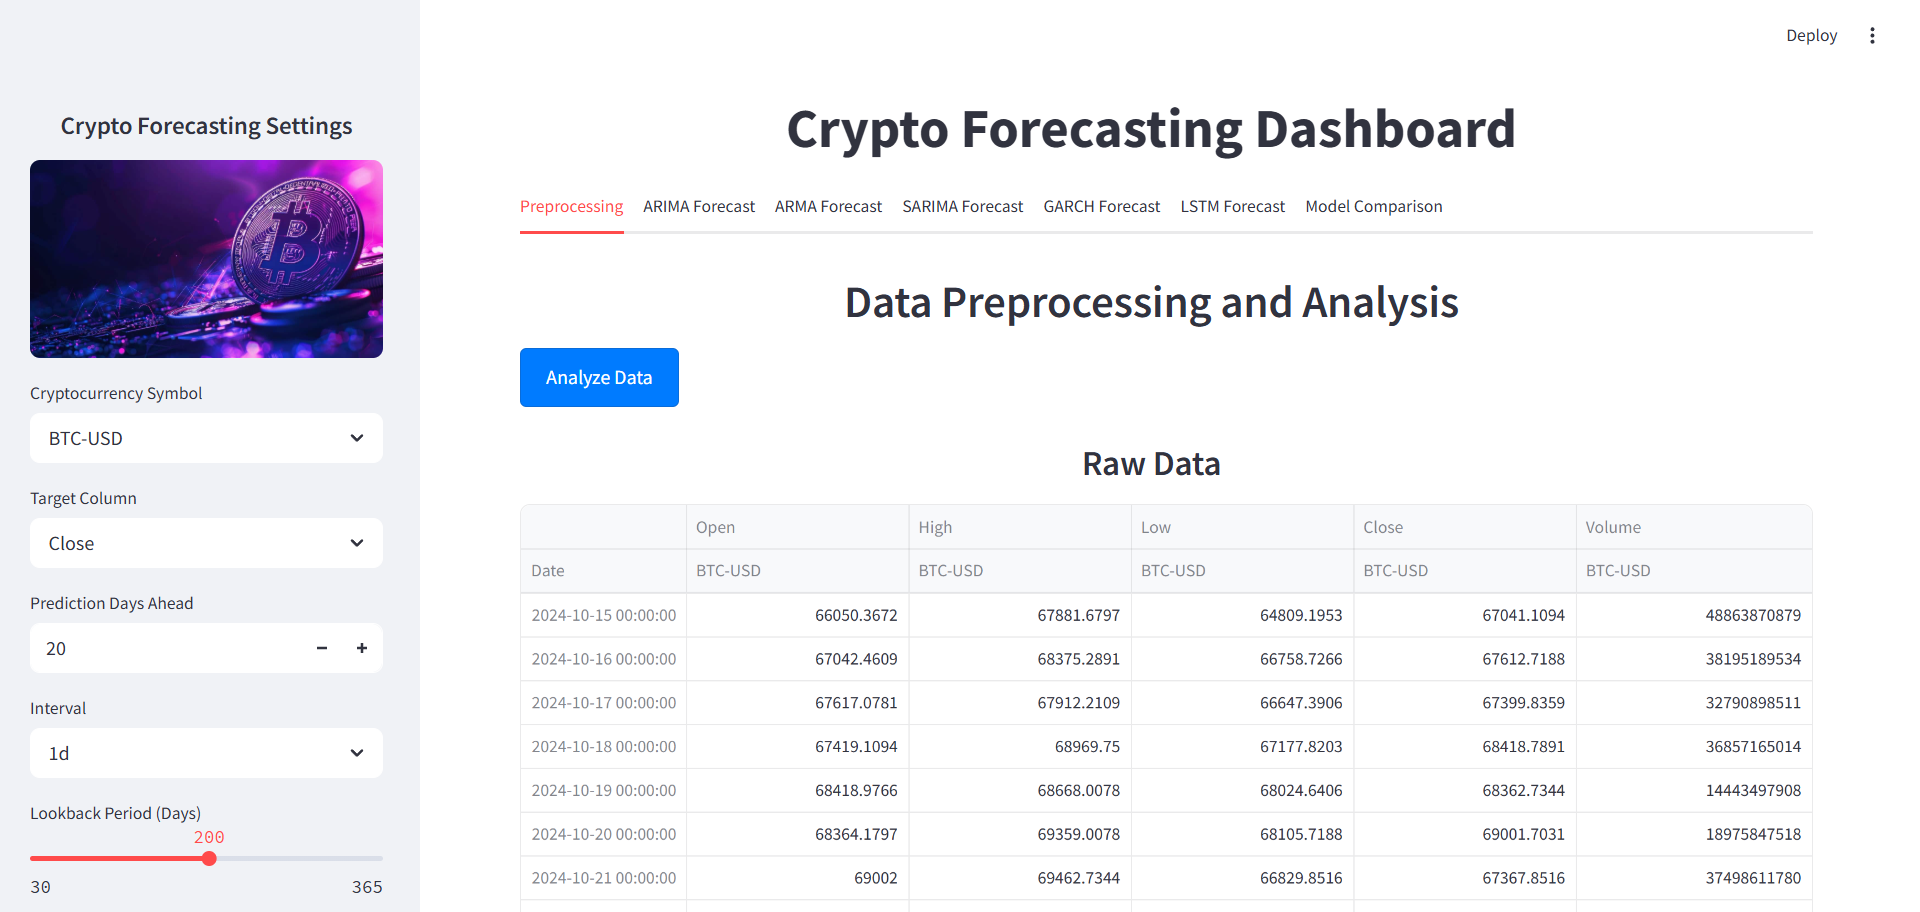 Deploy
Crypto Forecasting Settings
Cryptocurrency Symbol
BTC-USD
Target Column
Close
Prediction Days Ahead
20
Interval
1d
Lookback Period (Days)
200
30 365
Crypto Forecasting Dashboard
Preprocessing ARIMA Forecast ARMA Forecast SARIMA Forecast GARCH Forecast LSTM Forecast Model Comparison
Data Preprocessing and Analysis
Analyze Data
Raw Data
Open High Low Close Volume
Date BTC-USD BTC-USD BTC-USD BTC-USD BTC-USD
2024-10-15 00:00:00 66050.3672 67881.6797 64809.1953 67041.1094 48863870879
2024-10-16 00:00:00 67042.4609 68375.2891 66758.7266 67612.7188 38195189534
2024-10-17 00:00:00 67617.0781 67912.2109 66647.3906 67399.8359 32790898511
2024-10-18 00:00:00 67419.1094 68969.75 67177.8203 68418.7891 36857165014
2024-10-19 00:00:00 68418.9766 68668.0078 68024.6406 68362.7344 14443497908
2024-10-20 00:00:00 68364.1797 69359.0078 68105.7188 69001.7031 18975847518
2024-10-21 00:00:00 69002 69462.7344 66829.8516 67367.8516 37498611780